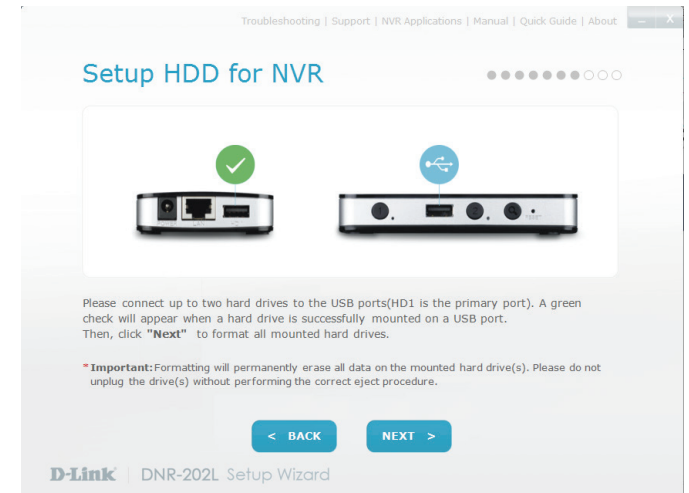 Troubleshooting | Support | NVR Applications | Manual | Quick Guide | About
Setup HDD for NVR
Please connect up to two hard drives to the USB ports(HD1 is the primary port). A green
check will appear when a hard drive is successfully mounted on a USB port.
Then, click "Next" to format all mounted hard drives.
*Important: Formatting will permanently erase all data on the mounted hard drive(s). Please do not
unplug the drive(s) without performing the correct eject procedure.
< BACK NEXT >
D-Link | DNR-202L Setup Wizard